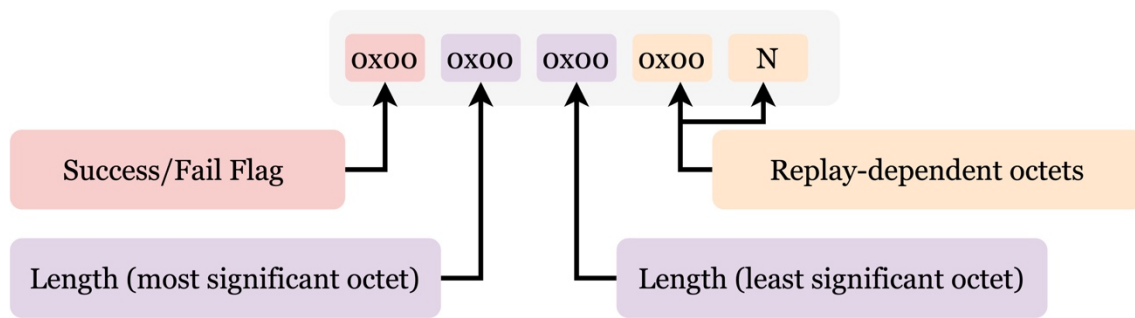 0x00 0x00 0x00 0x00 N
Success/Fail Flag
Replay-dependent octets
Length (most significant octet)
Length (least significant octet)